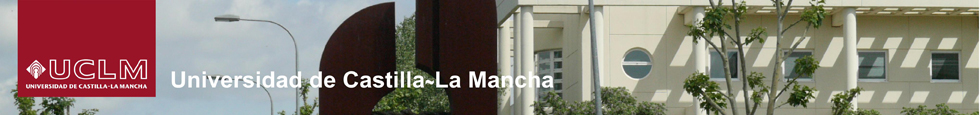 UCLM
UNIVERSIDAD DE CASTILLA-LA MANCHA
Universidad de Castilla~La Mancha